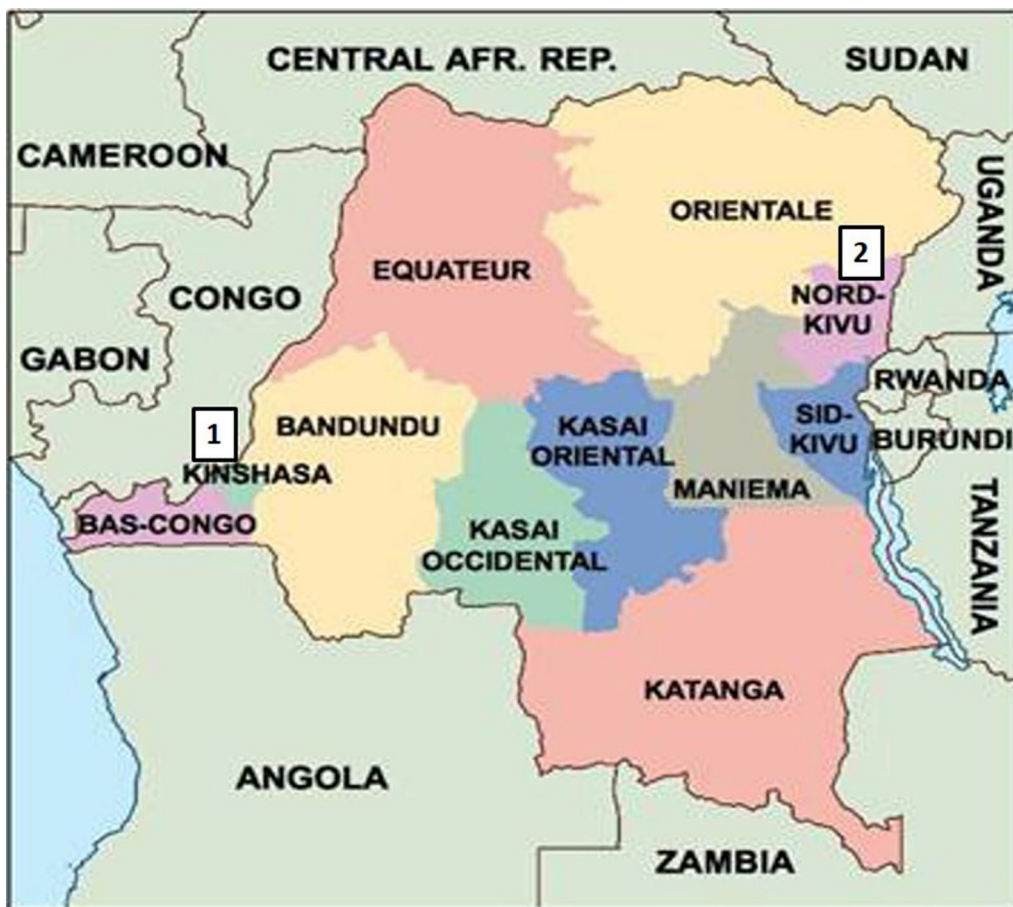 CENTRAL AFR. REP.
SUDAN
CAMEROON
UGANDA
ORIENTALE
2
EQUATEUR
CONGO
NORD-
KIVU
GABON
RWANDA
1
BANDUNDU
KASAI
ORIENTAL
SID-
KIVU
BURUNDI
KINSHASA
MANIEMA
BAS-CONGO
KASAI
OCCIDENTAL
TANZANIA
KATANGA
ANGOLA
ZAMBIA